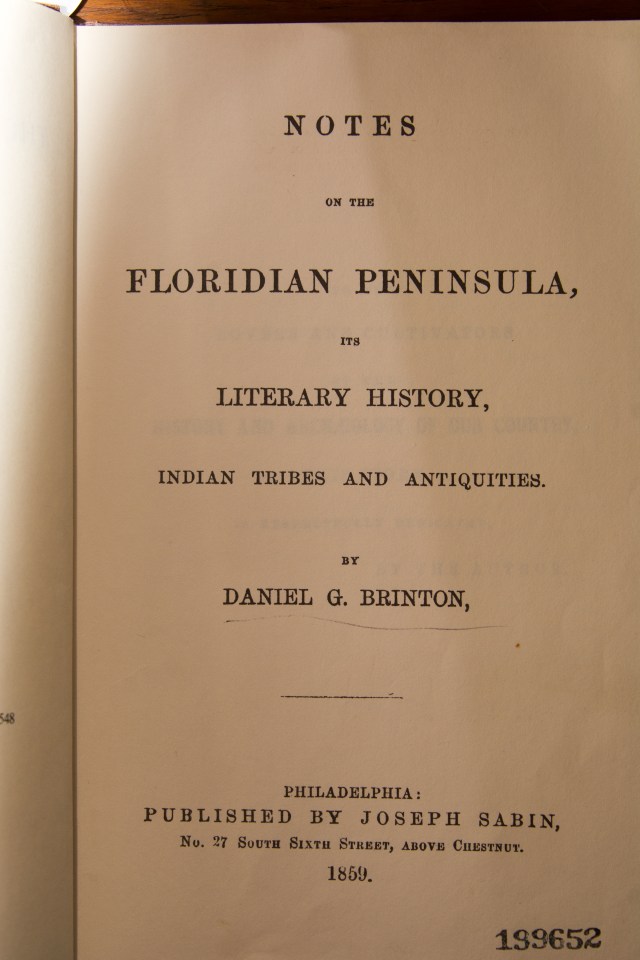 NOTES
ON THE
FLORIDIAN PENINSULA,
ITS
LITERARY HISTORY,
INDIAN TRIBES AND ANTIQUITIES.
BY
DANIEL G. BRINTON,
548
PHILADELPHIA:
PUBLISHED BY JOSEPH SABIN,
No. 27 South Sixth Street, above Chestnut.
1859.
139652